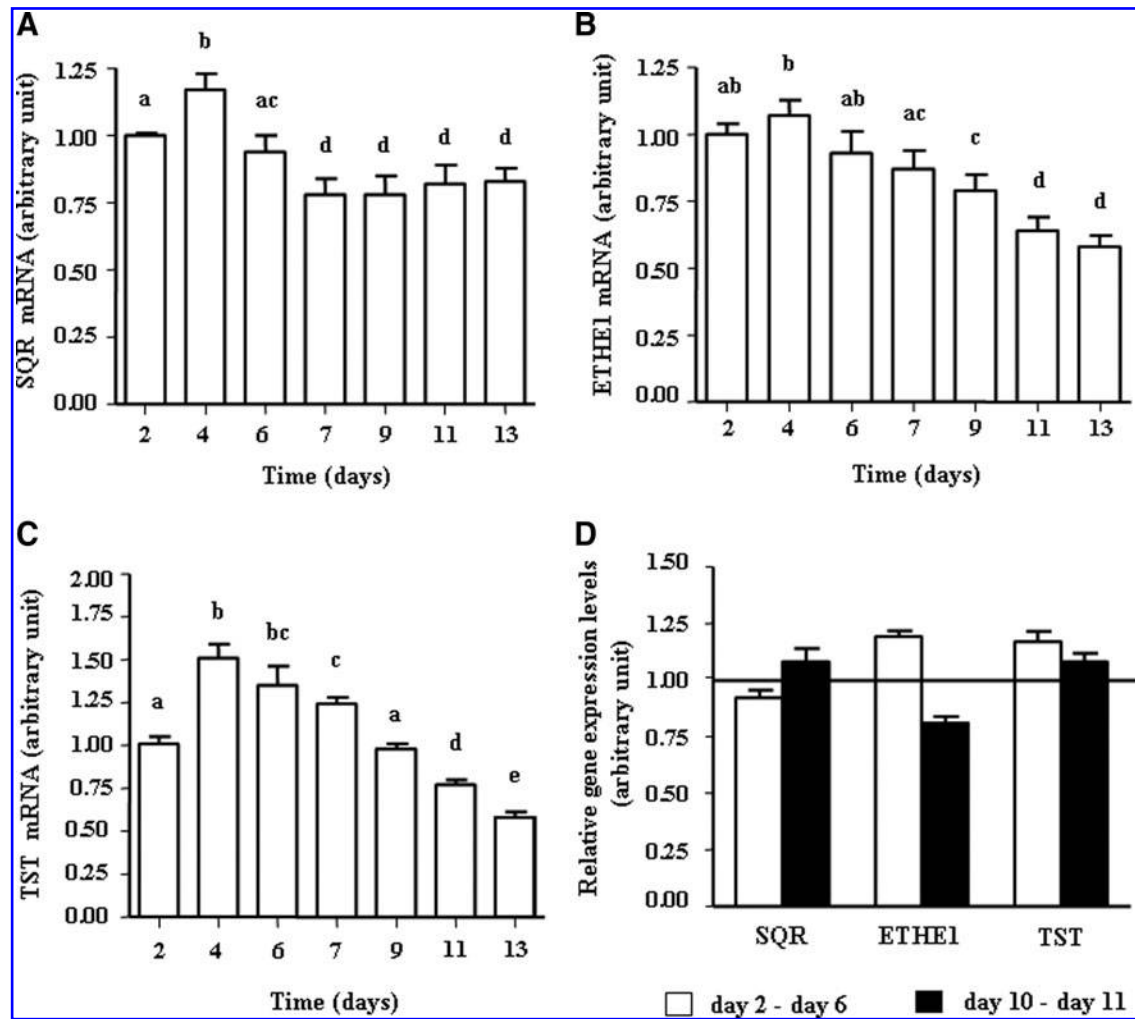 A
SQR mRNA (arbitrary unit)
1.25
1.00
0.75
0.50
0.25
0.00
a
b
ac
d
d
d
d
2 4 6 7 9 11 13
Time (days)
B
ETHE1 mRNA (arbitrary unit)
1.25
1.00
0.75
0.50
0.25
0.00
ab
b
ab
ac
c
d
d
2 4 6 7 9 11 13
Time (days)
C
TST mRNA (arbitrary unit)
2.00
1.75
1.50
1.25
1.00
0.75
0.50
0.25
0.00
a
b
bc
c
a
d
e
2 4 6 7 9 11 13
Time (days)
D
Relative gene expression levels
(arbitrary unit)
1.50
1.25
1.00
0.75
0.50
0.25
0.00
SQR ETHE1 TST
day 2 - day 6 day 10 - day 11